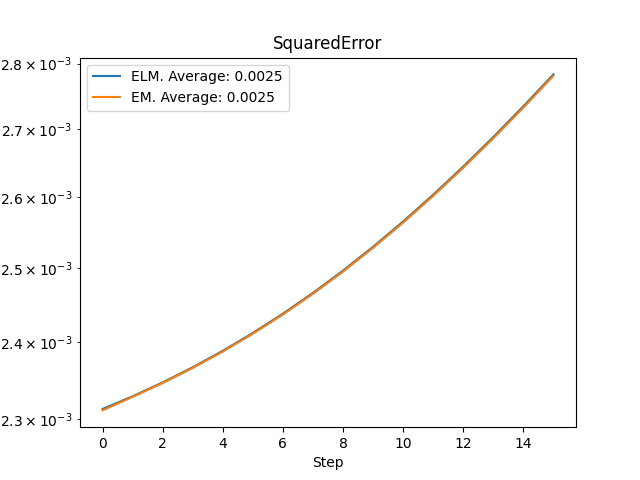 SquaredError
ELM. Average: 0.0025
EM. Average: 0.0025
2.8 × 10⁻³
2.7 × 10⁻³
2.6 × 10⁻³
2.5 × 10⁻³
2.4 × 10⁻³
2.3 × 10⁻³
0 2 4 6 8 10 12 14
Step